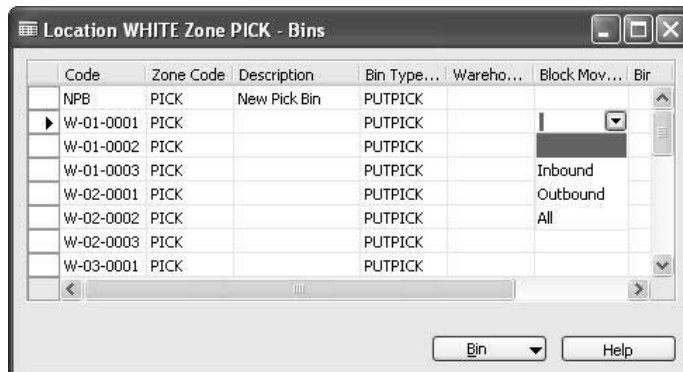 Location WHITE Zone PICK - Bins
Code Zone Code Description Bin Type... Wareho... Block Mov... Bir
NPB PICK New Pick Bin PUTPICK
W-01-0001 PICK PUTPICK
W-01-0002 PICK PUTPICK
W-01-0003 PICK PUTPICK Inbound
W-02-0001 PICK PUTPICK Outbound
W-02-0002 PICK PUTPICK All
W-02-0003 PICK PUTPICK
W-03-0001 PICK PUTPICK
Bin Help